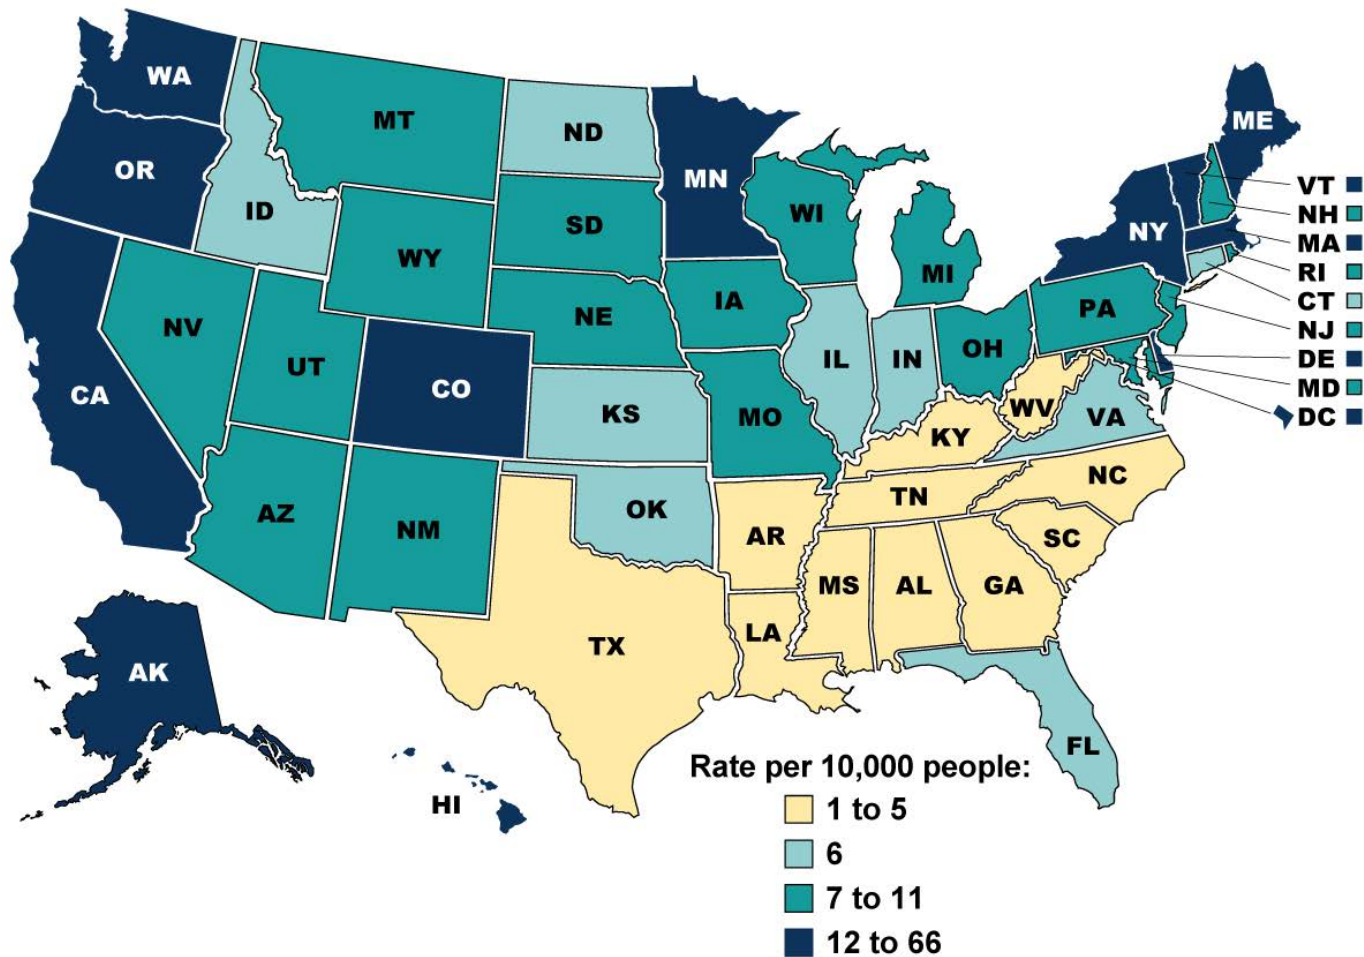 WA
MT
ND
MN
ME
OR
ID
SD
WI
MI
NY
VT
NH
MA
RI
CT
NJ
DE
MD
DC
WY
IA
NE
PA
NV
UT
CO
IL
IN
OH
CA
KS
MO
WV
VA
KY
AZ
NM
OK
TN
NC
AR
SC
MS
AL
GA
TX
LA
AK
FL
HI
Rate per 10,000 people:
1 to 5
6
7 to 11
12 to 66